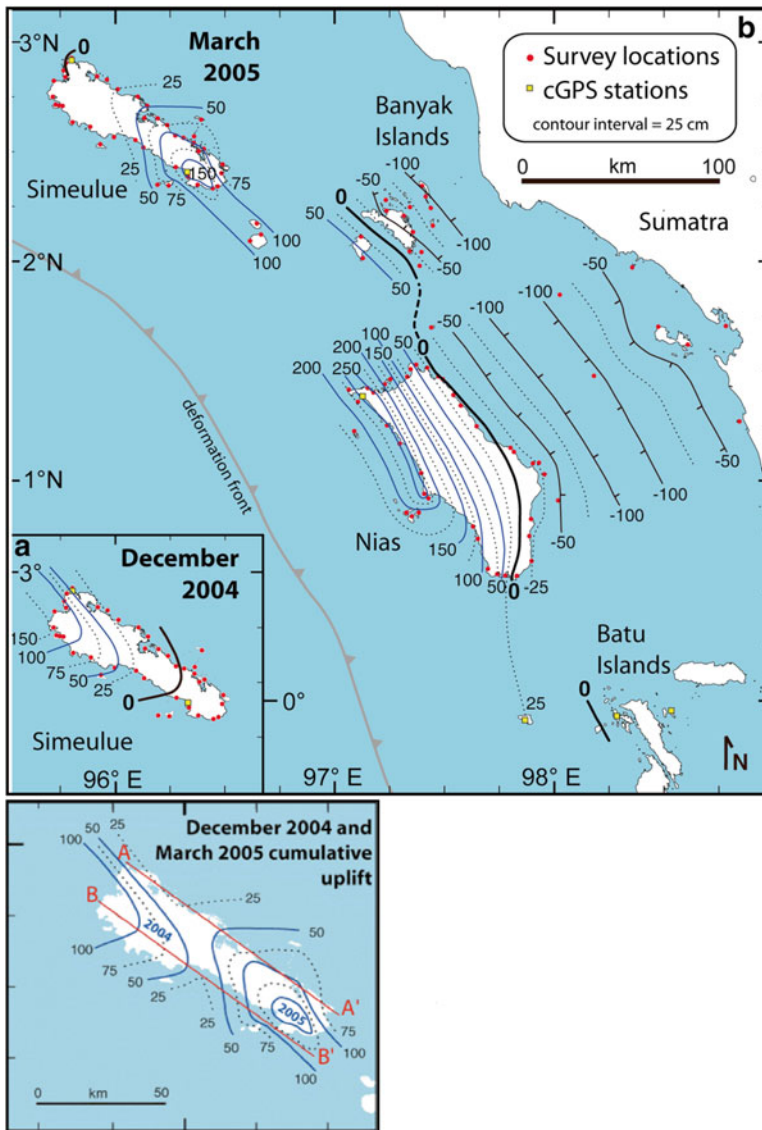 b
3°N
March
2005
0
25
50
25
50
75
150
75
100
100
Simeulue
Banyak
Islands
-100
-50
0
-50
-100
50
-100
-50
50
Survey locations
cGPS stations
contour interval = 25 cm
0
km
100
Sumatra
2°N
deformation front
200
200
250
100
150
50
0
-50
-100
-100
-50
-50
1°N
Nias
150
100
50
0
-25
-50
-100
-100
-50
Batu
Islands
0
25
N
a
December
2004
3°
150
100
75
50
25
0
Simeulue
0°
96° E
97° E
98° E
December 2004 and
March 2005 cumulative
uplift
100
50
25
A
B
2004
25
50
100
75
50
25
50
75
2005
A'
75
100
B'
100
0
km
50